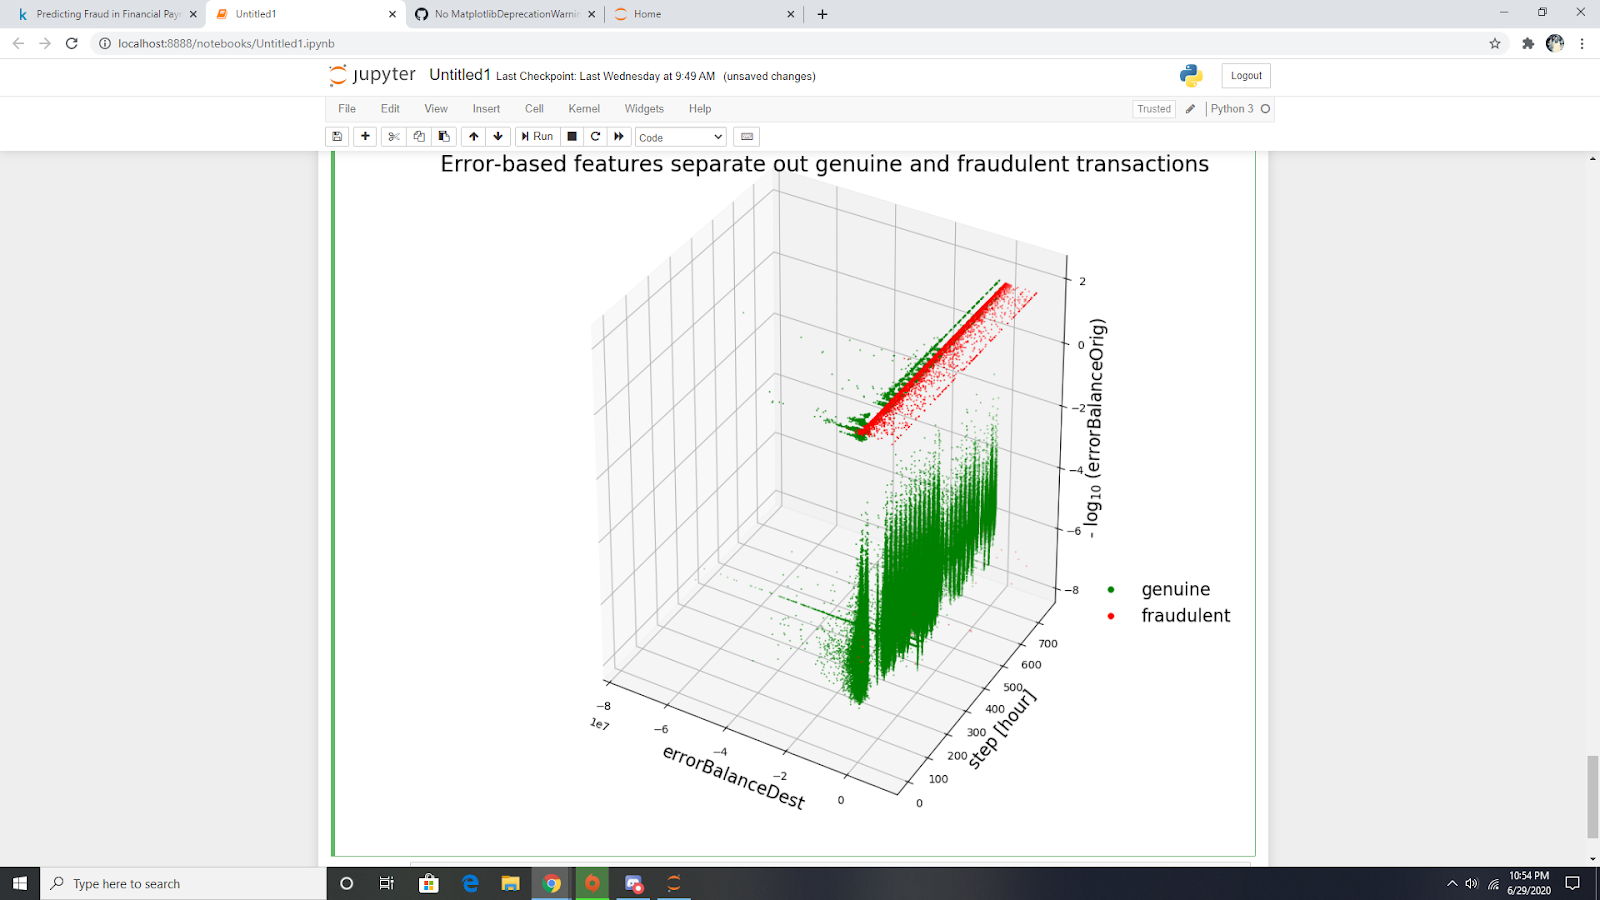 Predicting Fraud in Financial Pay
Untitled1
No MatplotlibDeprecationWarnin
Home
localhost:8888/notebooks/Untitled1.ipynb
jupyter Untitled1 Last Checkpoint: Last Wednesday at 9:49 AM (unsaved changes)
Logout
File Edit View Insert Cell Kernel Widgets Help
Trusted
Python 3
Run
Code
Error-based features separate out genuine and fraudulent transactions
2
0
−2
−4
−6
−8
- log10 (errorBalanceOrig)
genuine
fraudulent
700
600
500
400
300
200
100
0
step [hour]
−8
−6
−4
−2
0
1e7
errorBalanceDest
Type here to search
10:54 PM
6/29/2020